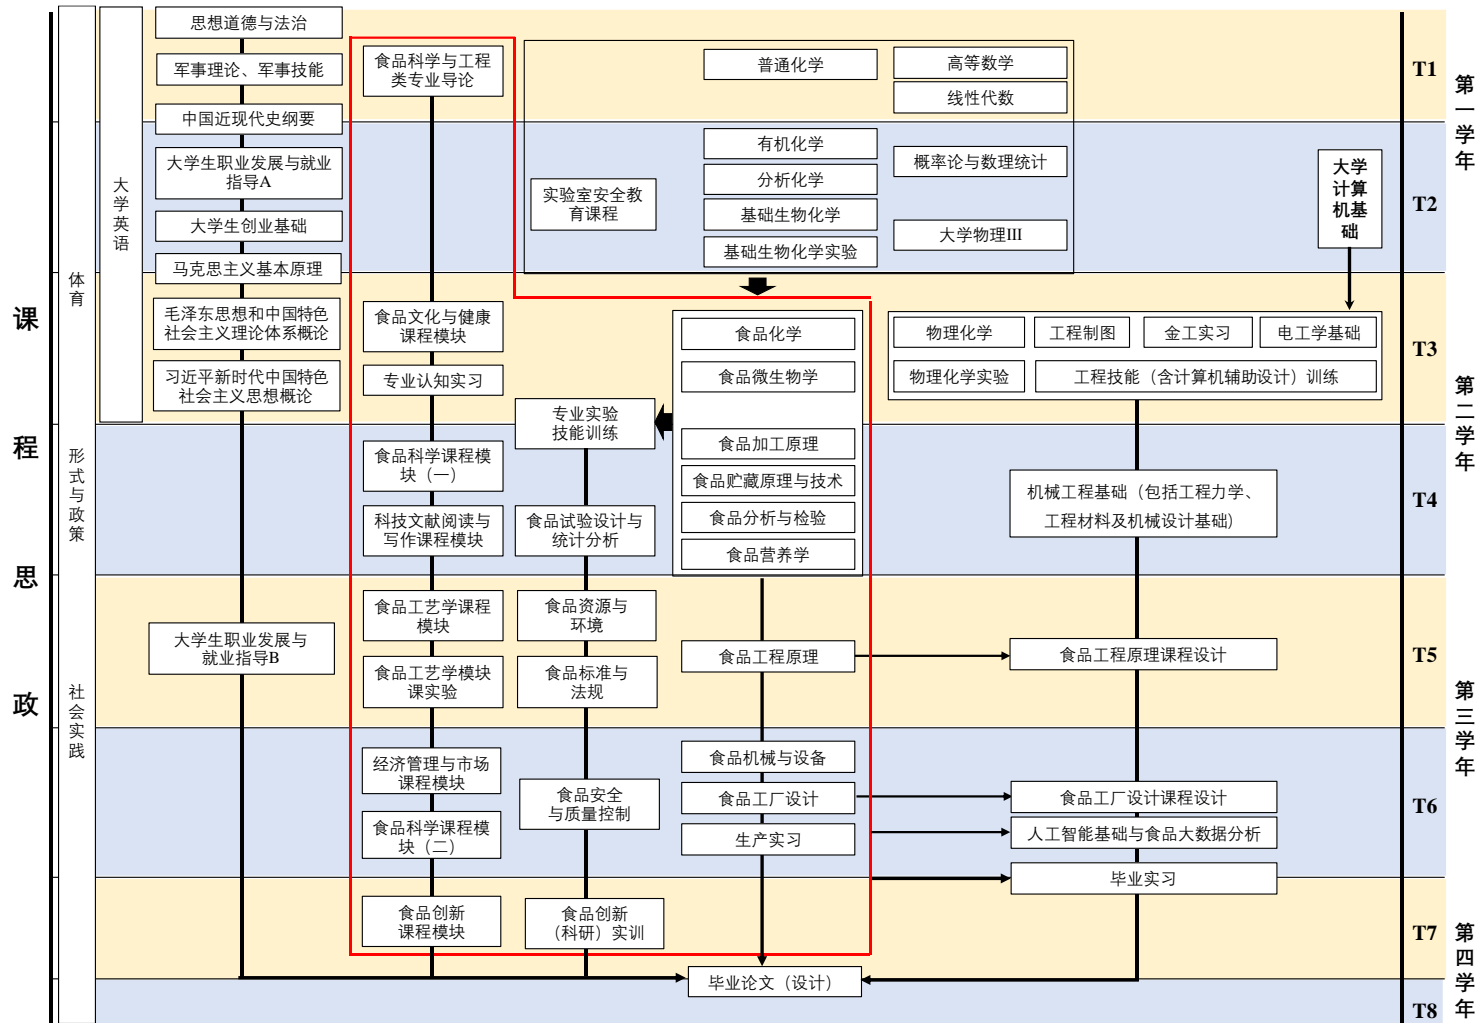 课
程
思
政
体育
形式与政策
社会实践
大学英语
思想道德与法治
军事理论、军事技能
中国近现代史纲要
大学生职业发展与就业
指导A
大学生创业基础
马克思主义基本原理
毛泽东思想和中国特色
社会主义理论体系概论
习近平新时代中国特色
社会主义思想概论
大学生职业发展与
就业指导B
食品科学与工程
类专业导论
食品文化与健康
课程模块
专业认知实习
食品科学课程模
块（一）
科技文献阅读与
写作课程模块
食品工艺学课程
模块
食品工艺学模块
课实验
经济管理与市场
课程模块
食品科学课程模
块（二）
食品创新
课程模块
实验室安全教
育课程
专业实验
技能训练
食品试验设计与
统计分析
食品资源与
环境
食品标准与
法规
食品安全
与质量控制
食品创新
（科研）实训
普通化学
有机化学
分析化学
基础生物化学
基础生物化学实验
高等数学
线性代数
概率论与数理统计
大学物理III
食品化学
食品微生物学
食品加工原理
食品贮藏原理与技术
食品分析与检验
食品营养学
食品工程原理
食品机械与设备
食品工厂设计
生产实习
毕业论文（设计）
大学
计算
机基
础
物理化学
工程制图
金工实习
电工学基础
物理化学实验
工程技能（含计算机辅助设计）训练
机械工程基础（包括工程力学、
工程材料及机械设计基础）
食品工程原理课程设计
食品工厂设计课程设计
人工智能基础与食品大数据分析
毕业实习
T1
T2
T3
T4
T5
T6
T7
T8
第一学年
第二学年
第三学年
第四学年